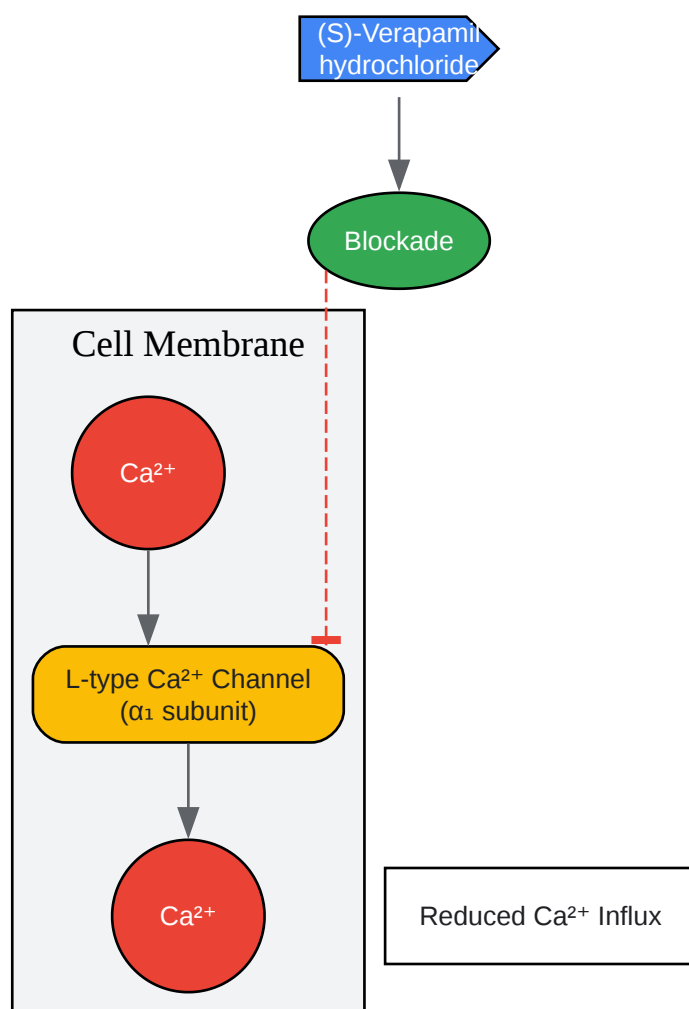 (S)-Verapamil
hydrochloride
Blockade
Cell Membrane
Ca²⁺
L-type Ca²⁺ Channel
(α₁ subunit)
Ca²⁺
Reduced Ca²⁺ Influx